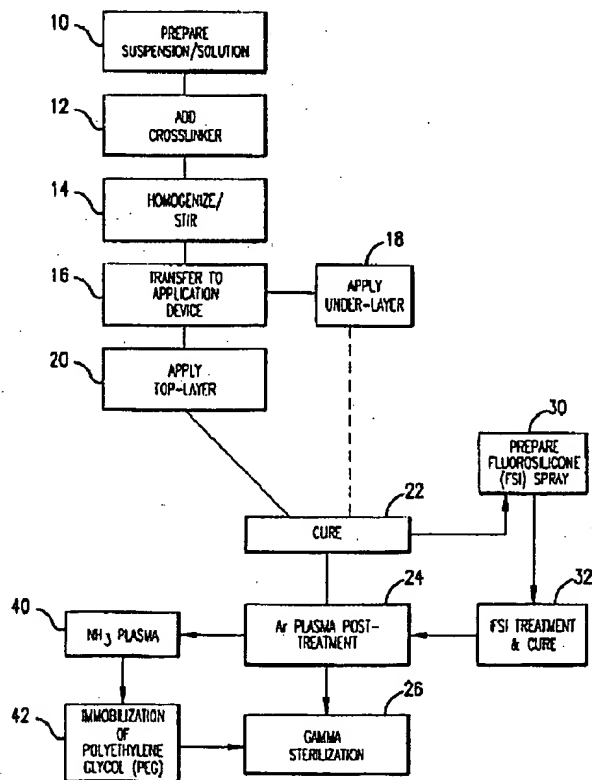 10
PREPARE
SUSPENSION/SOLUTION
12
ADD
CROSSLINKER
14
HOMOGENIZE/
STIR
16
TRANSFER TO
APPLICATION
DEVICE
18
APPLY
UNDER-LAYER
20
APPLY
TOP-LAYER
30
PREPARE
FLUOROSILICONE
(FSI) SPRAY
22
CURE
24
Ar PLASMA POST-
TREATMENT
32
FSI TREATMENT
& CURE
40
NH3 PLASMA
26
GAMMA
STERILIZATION
42
IMMOBILIZATION
OF
POLYETHYLENE
GLYCOL (PEG)